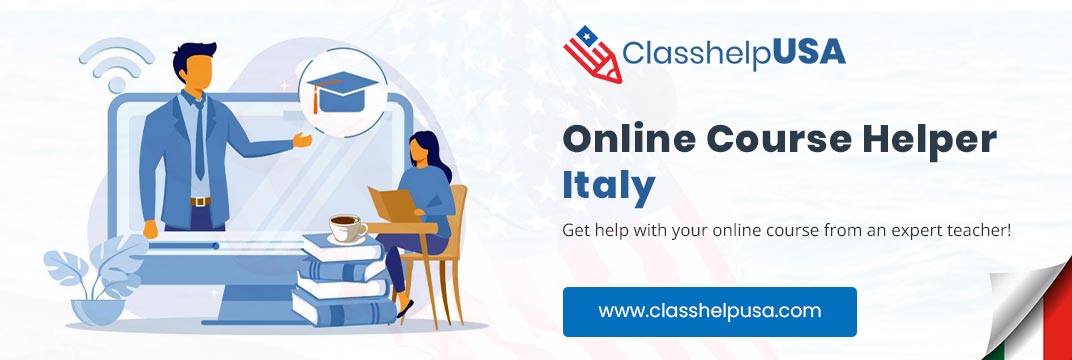 ClasshelpUSA
Online Course Helper
Italy
Get help with your online course from an expert teacher!
www.classhelpusa.com